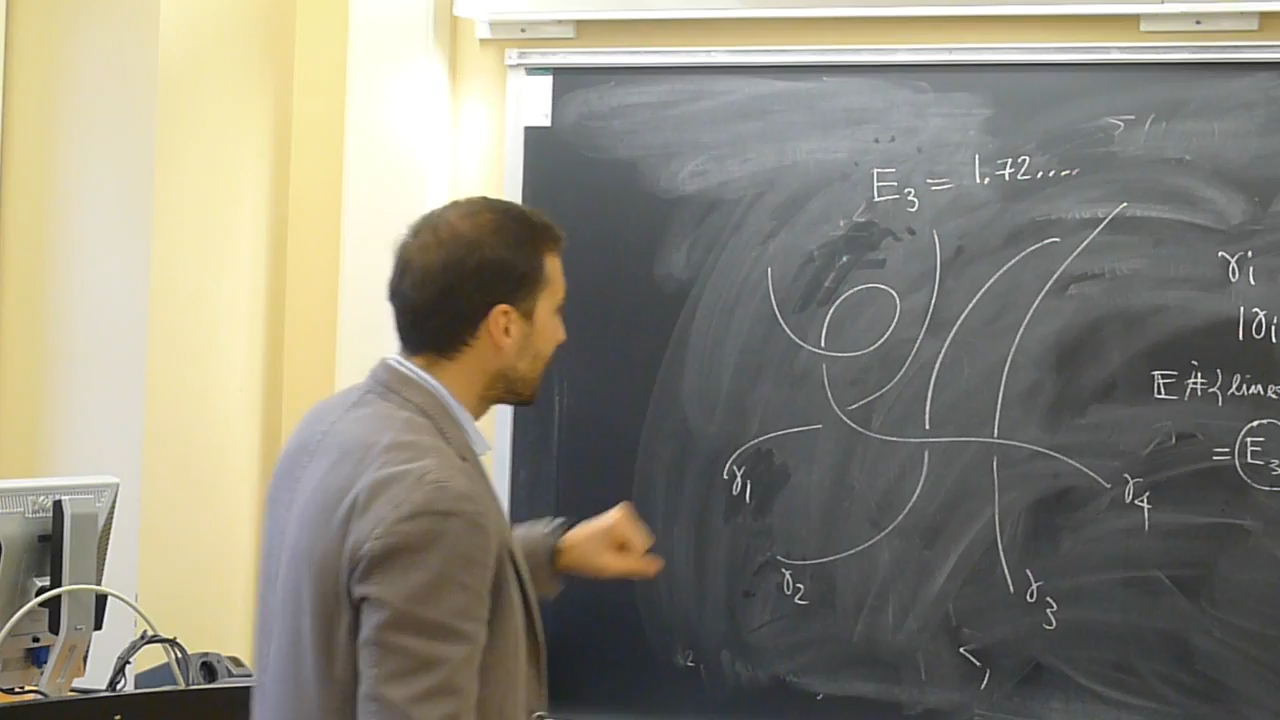 E₃ = 1.72....
γi
|γi
E #{lines
= E₃
γ₁
γ₄
γ₂
γ₃